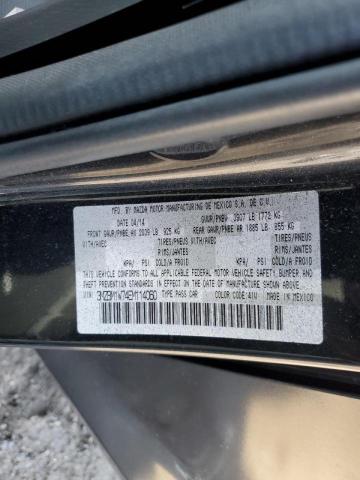 MFD. BY MAZDA MOTOR MANUFACTURING DE MEXICO S.A. DE C.V.
DATE 04/14 GVWR/PNBV 3907 LB 1772 KG
FRONT GAWR/PNBE AV 2039 LB 925 KG REAR GAWR/PNBE AR 1885 LB 855 KG
WITH/AVEC TIRES/PNEUS WITH/AVEC TIRES/PNEUS
RIMS/JANTES RIMS/JANTES
AT/A KPA/ PSI COLD/A FROID AT/A KPA/ PSI COLD/A FROID
THIS VEHICLE CONFORMS TO ALL APPLICABLE FEDERAL MOTOR VEHICLE SAFETY, BUMPER AND
THEFT PREVENTION STANDARDS IN EFFECT ON THE DATE OF MANUFACTURE SHOWN ABOVE.
3MZBM1W74EM114060 TYPE PASS CAR COLOR CODE:41V MADE IN MEXICO